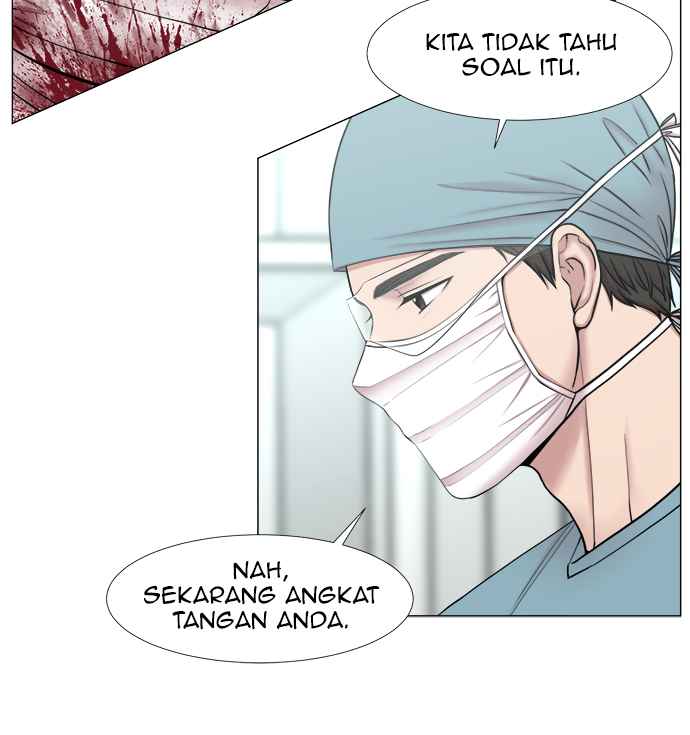 KITA TIDAK TAHU
SOAL ITU.
NAH,
SEKARANG ANGKAT
TANGAN ANDA.